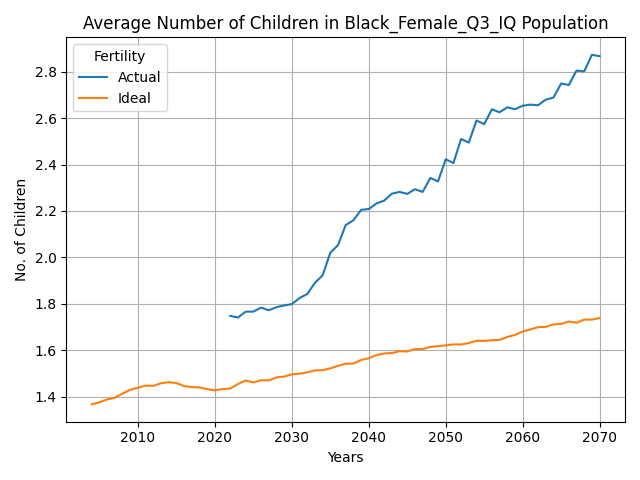 Average Number of Children in Black_Female_Q3_IQ Population
Fertility
Actual
Ideal
No. of Children
2.8
2.6
2.4
2.2
2.0
1.8
1.6
1.4
2010 2020 2030 2040 2050 2060 2070
Years